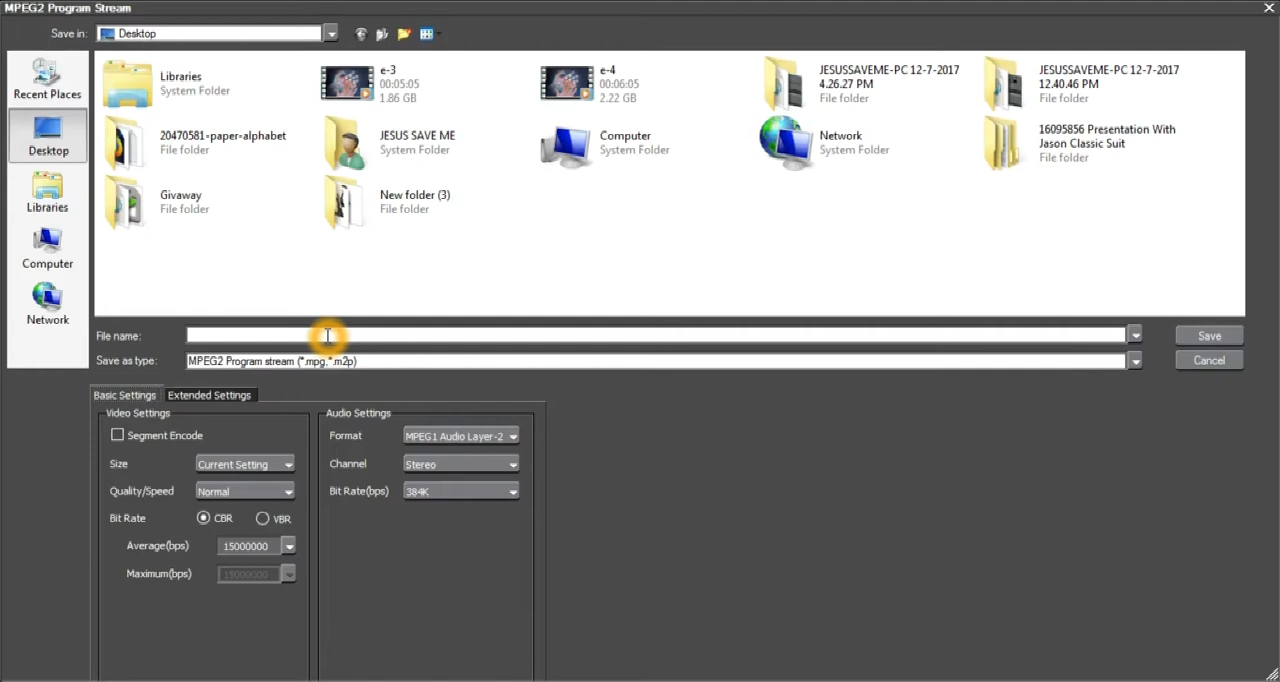 MPEG2 Program Stream
Save in:
Desktop
Recent Places
Desktop
Libraries
Computer
Network
Libraries
System Folder
e-3
00:05:05
1.86 GB
e-4
00:06:05
2.22 GB
JESUSSAVEME-PC 12-7-2017
4.26.27 PM
File folder
JESUSSAVEME-PC 12-7-2017
12.40.46 PM
File folder
20470581-paper-alphabet
File folder
JESUS SAVE ME
System Folder
Computer
System Folder
Network
System Folder
16095856 Presentation With
Jason Classic Suit
File folder
Givaway
File folder
New folder (3)
File folder
File name:
Save
Save as type:
MPEG2 Program stream (*.mpg,*.m2p)
Cancel
Basic Settings
Extended Settings
Video Settings
Segment Encode
Size
Current Setting
Quality/Speed
Normal
Bit Rate
CBR
VBR
Average(bps)
15000000
Maximum(bps)
15000000
Audio Settings
Format
MPEG1 Audio Layer-2
Channel
Stereo
Bit Rate(bps)
384K